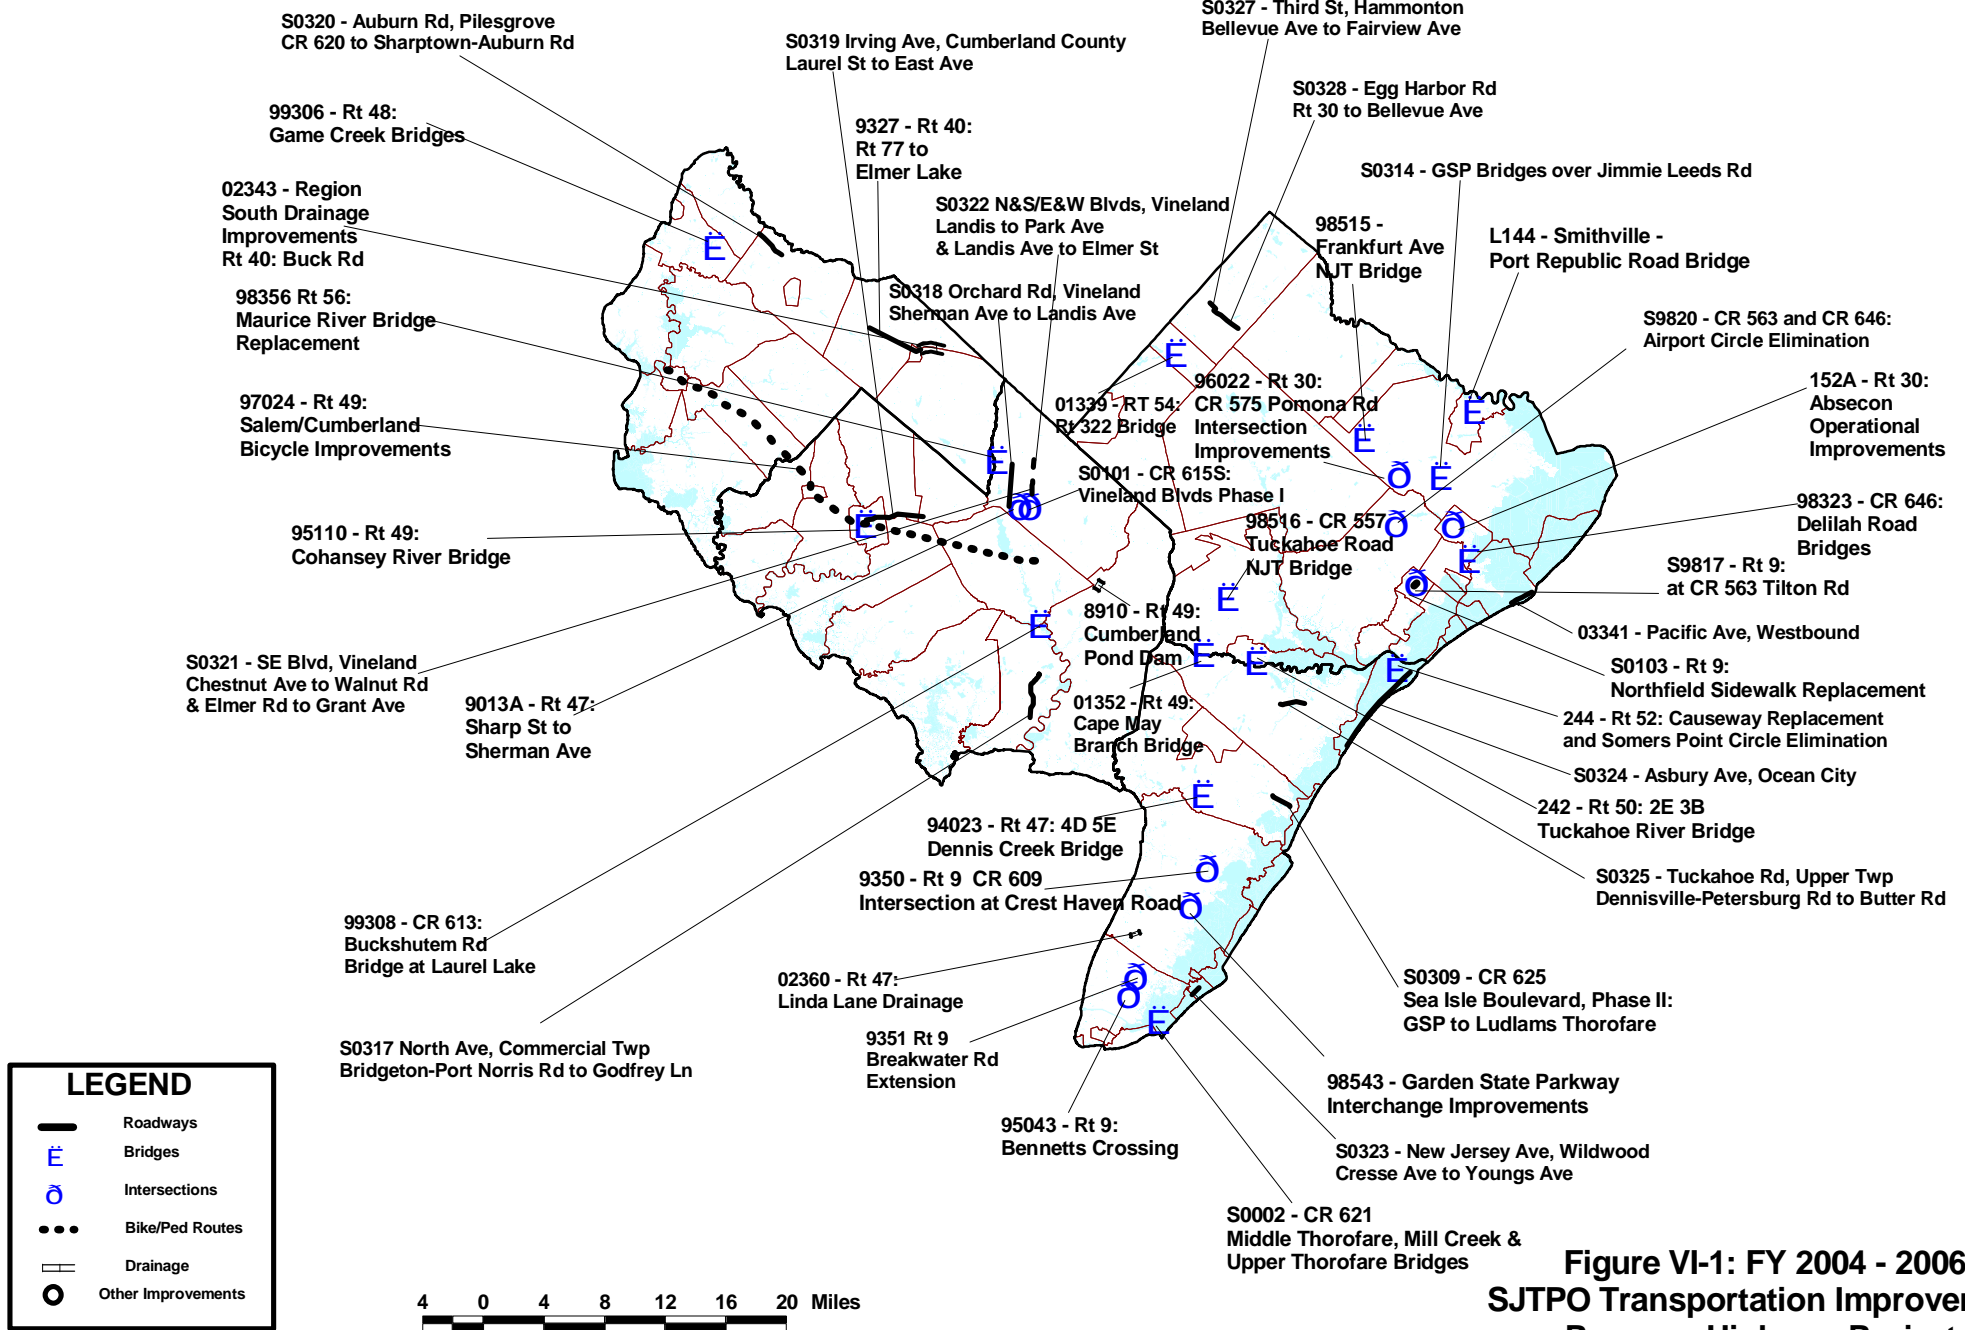 S0320 - Auburn Rd, Pilesgrove
CR 620 to Sharptown-Auburn Rd
S0319 Irving Ave, Cumberland County
Laurel St to East Ave
S0327 - Third St, Hammonton
Bellevue Ave to Fairview Ave
S0328 - Egg Harbor Rd
Rt 30 to Bellevue Ave
99306 - Rt 48:
Game Creek Bridges
9327 - Rt 40:
Rt 77 to
Elmer Lake
S0314 - GSP Bridges over Jimmie Leeds Rd
02343 - Region
South Drainage
Improvements
Rt 40: Buck Rd
S0322 N&S/E&W Blvds, Vineland
Landis to Park Ave
& Landis Ave to Elmer St
98515 -
Frankfurt Ave
NJT Bridge
L144 - Smithville -
Port Republic Road Bridge
98356 Rt 56:
Maurice River Bridge
Replacement
S0318 Orchard Rd, Vineland
Sherman Ave to Landis Ave
S9820 - CR 563 and CR 646:
Airport Circle Elimination
97024 - Rt 49:
Salem/Cumberland
Bicycle Improvements
01339 - RT 54:
Rt 322 Bridge
96022 - Rt 30:
CR 575 Pomona Rd
Intersection
Improvements
152A - Rt 30:
Absecon
Operational
Improvements
S0101 - CR 615S:
Vineland Blvds Phase I
98323 - CR 646:
Delilah Road
Bridges
95110 - Rt 49:
Cohansey River Bridge
98516 - CR 557
Tuckahoe Road
NJT Bridge
S9817 - Rt 9:
at CR 563 Tilton Rd
8910 - Rt 49:
Cumberland
Pond Dam
03341 - Pacific Ave, Westbound
S0321 - SE Blvd, Vineland
Chestnut Ave to Walnut Rd
& Elmer Rd to Grant Ave
S0103 - Rt 9:
Northfield Sidewalk Replacement
9013A - Rt 47:
Sharp St to
Sherman Ave
01352 - Rt 49:
Cape May
Branch Bridge
244 - Rt 52: Causeway Replacement
and Somers Point Circle Elimination
S0324 - Asbury Ave, Ocean City
94023 - Rt 47: 4D 5E
Dennis Creek Bridge
242 - Rt 50: 2E 3B
Tuckahoe River Bridge
9350 - Rt 9  CR 609
Intersection at Crest Haven Road
S0325 - Tuckahoe Rd, Upper Twp
Dennisville-Petersburg Rd to Butter Rd
99308 - CR 613:
Buckshutem Rd
Bridge at Laurel Lake
02360 - Rt 47:
Linda Lane Drainage
S0309 - CR 625
Sea Isle Boulevard, Phase II:
GSP to Ludlams Thorofare
S0317 North Ave, Commercial Twp
Bridgeton-Port Norris Rd to Godfrey Ln
9351 Rt 9
Breakwater Rd
Extension
98543 - Garden State Parkway
Interchange Improvements
95043 - Rt 9:
Bennetts Crossing
S0323 - New Jersey Ave, Wildwood
Cresse Ave to Youngs Ave
S0002 - CR 621
Middle Thorofare, Mill Creek &
Upper Thorofare Bridges
LEGEND
Roadways
Bridges
Intersections
Bike/Ped Routes
Drainage
Other Improvements
4 0 4 8 12 16 20 Miles
Figure VI-1: FY 2004 - 2006
SJTPO Transportation